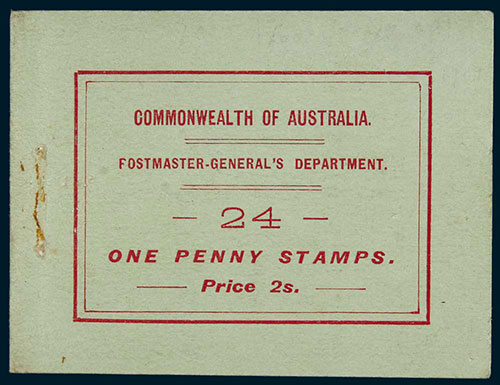 COMMONWEALTH OF AUSTRALIA.
POSTMASTER-GENERAL'S DEPARTMENT.
— 24 —
ONE PENNY STAMPS.
— Price 2s. —